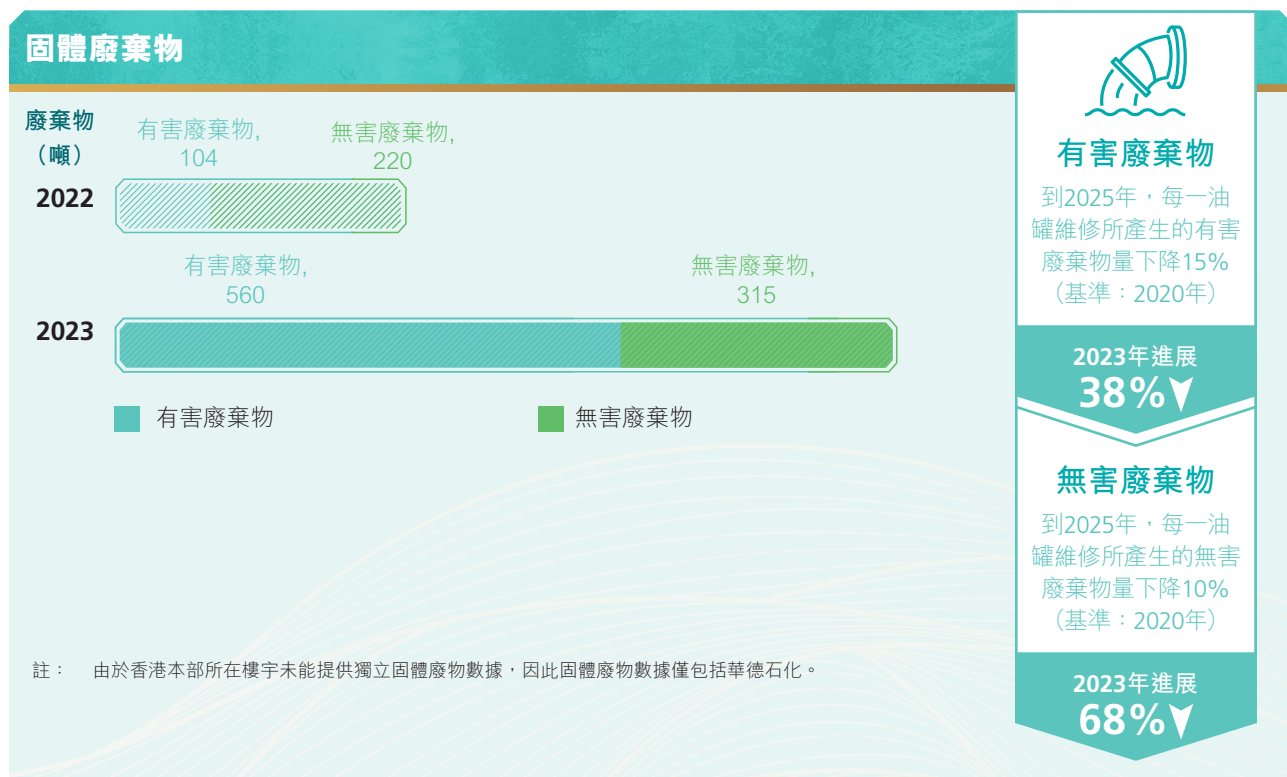 固體廢棄物
廢棄物
（噸）
有害廢棄物,
104
無害廢棄物,
220
2022
有害廢棄物,
560
無害廢棄物,
315
2023
有害廢棄物
無害廢棄物
註： 由於香港本部所在樓宇未能提供獨立固體廢物數據，因此固體廢物數據僅包括華德石化。
有害廢棄物
到2025年，每一油
罐維修所產生的有害
廢棄物量下降15%
（基準：2020年）
2023年進展
38%
無害廢棄物
到2025年，每一油
罐維修所產生的無害
廢棄物量下降10%
（基準：2020年）
2023年進展
68%